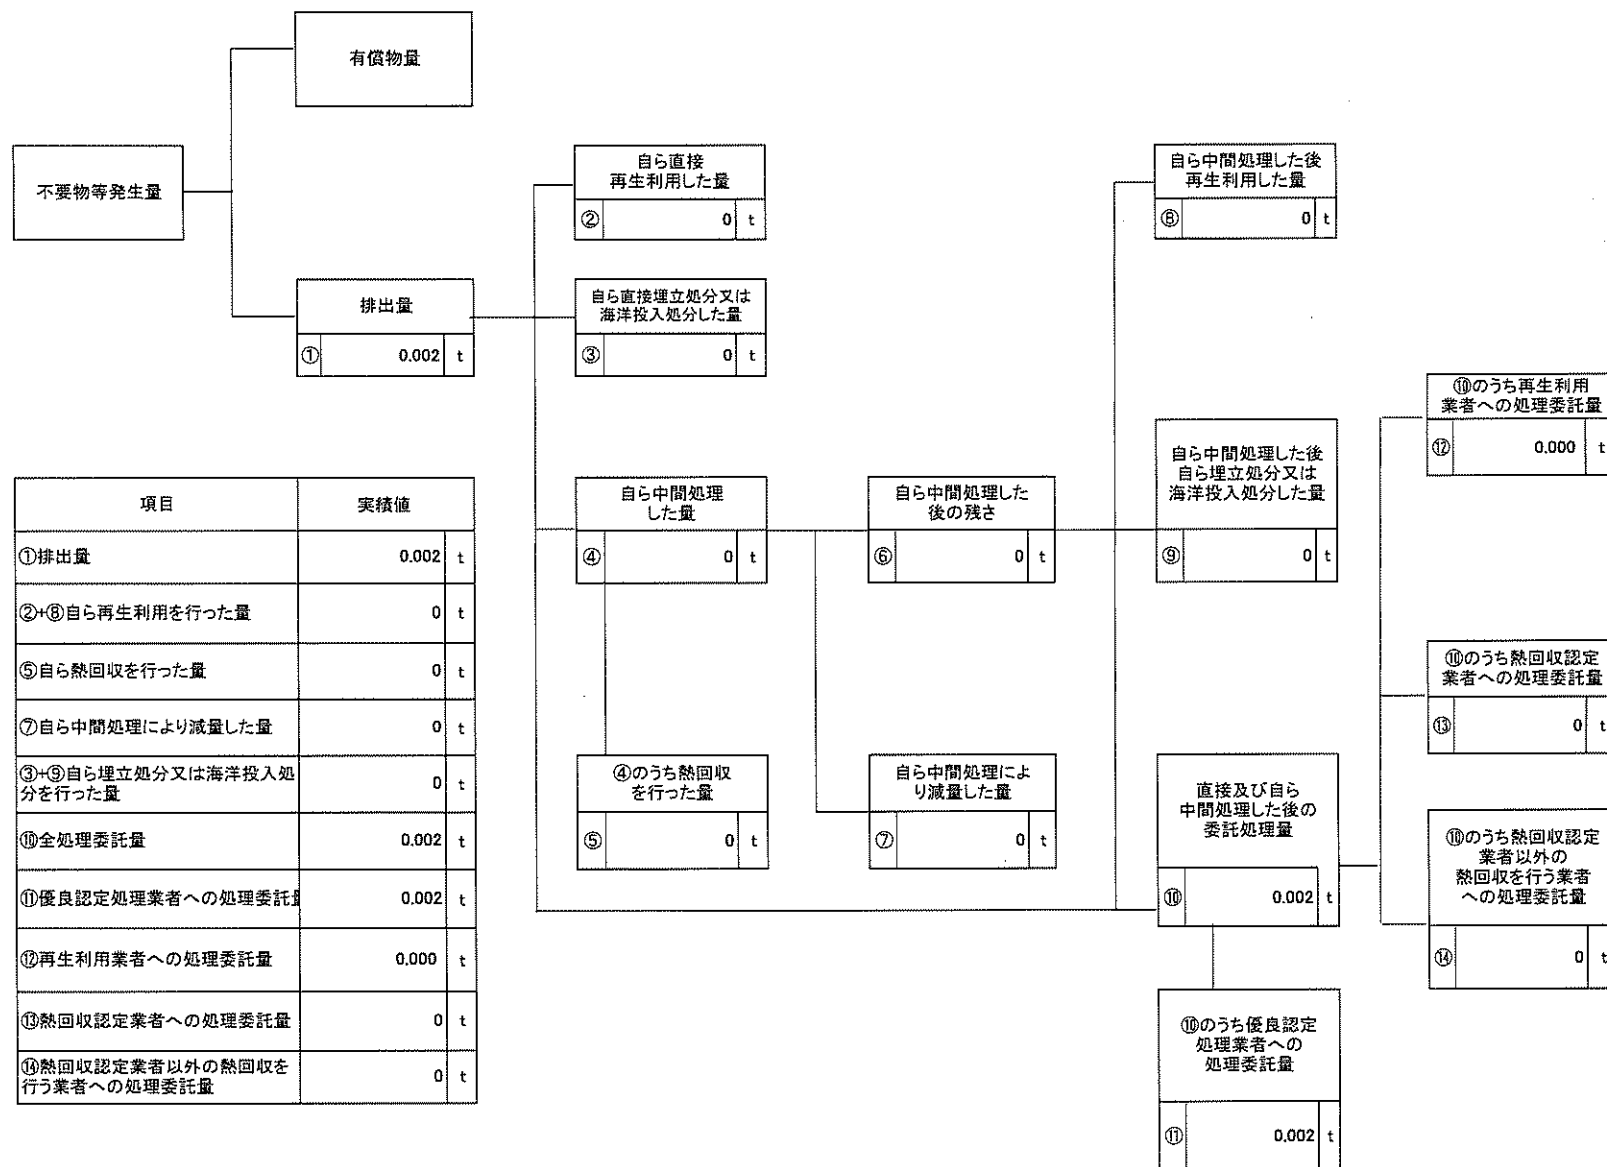 有償物量
不要物等発生量
排出量
① 0.002 t
自ら直接
再生利用した量
② 0 t
自ら直接埋立処分又は
海洋投入処分した量
③ 0 t
自ら中間処理
した量
④ 0 t
④のうち熱回収
を行った量
⑤ 0 t
自ら中間処理した
後の残さ
⑥ 0 t
自ら中間処理によ
り減量した量
⑦ 0 t
自ら中間処理した後
再生利用した量
⑧ 0 t
自ら中間処理した後
自ら埋立処分又は
海洋投入処分した量
⑨ 0 t
直接及び自ら
中間処理した後の
委託処理量
⑩ 0.002 t
⑩のうち優良認定
処理業者への
処理委託量
⑪ 0.002 t
⑩のうち再生利用
業者への処理委託量
⑫ 0.000 t
⑩のうち熱回収認定
業者への処理委託量
⑬ 0 t
⑩のうち熱回収認定
業者以外の
熱回収を行う業者
への処理委託量
⑭ 0 t
項目 実績値
①排出量 0.002 t
②+⑧自ら再生利用を行った量 0 t
⑤自ら熱回収を行った量 0 t
⑦自ら中間処理により減量した量 0 t
③+⑨自ら埋立処分又は海洋投入処
分を行った量 0 t
⑩全処理委託量 0.002 t
⑪優良認定処理業者への処理委託量 0.002 t
⑫再生利用業者への処理委託量 0.000 t
⑬熱回収認定業者への処理委託量 0 t
⑭熱回収認定業者以外の熱回収を
行う業者への処理委託量 0 t